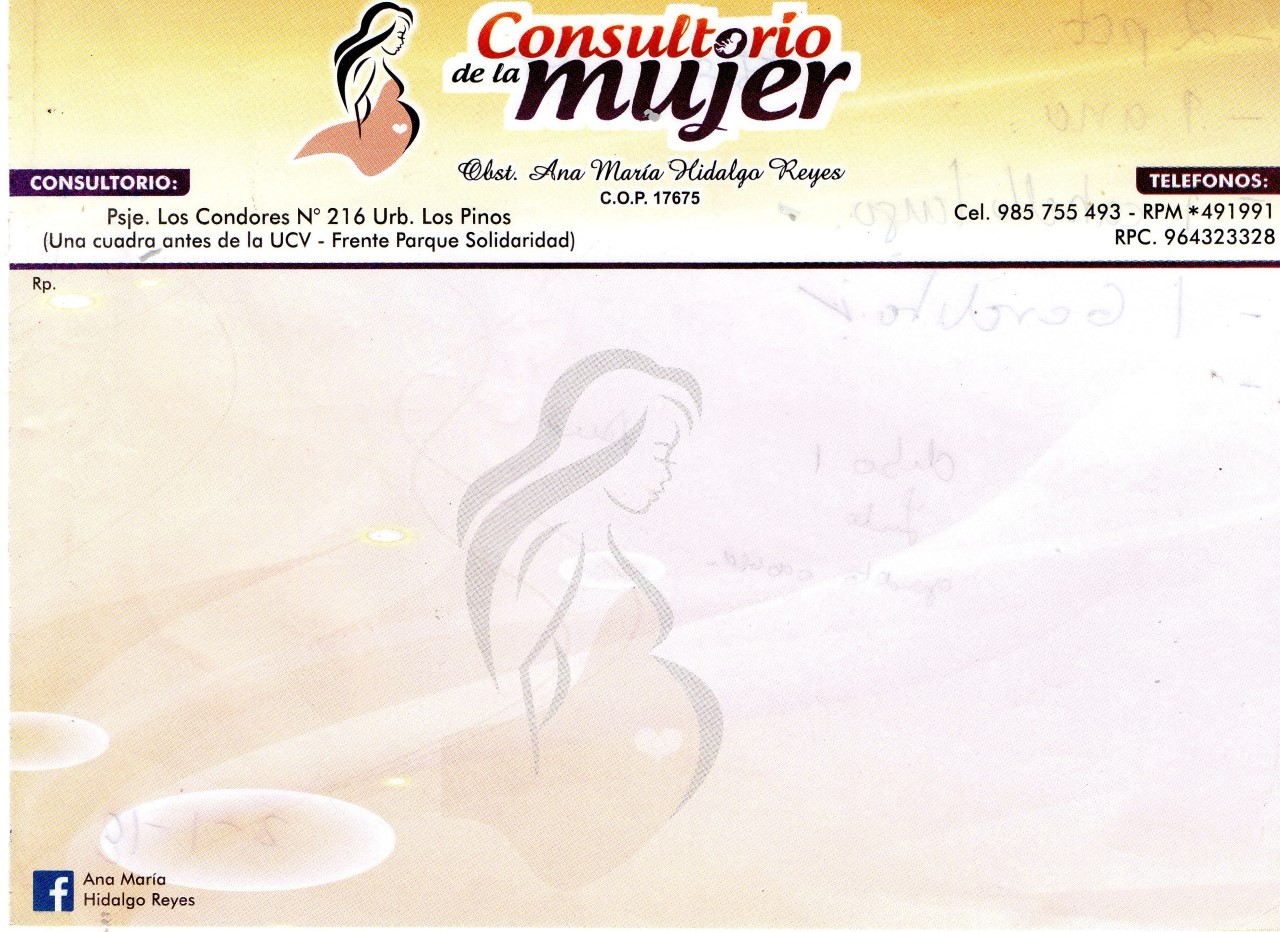 Consultorio
de la mujer
Obst. Ana María Hidalgo Reyes
C.O.P. 17675
CONSULTORIO:
Psje. Los Condores N° 216 Urb. Los Pinos
(Una cuadra antes de la UCV - Frente Parque Solidaridad)
TELEFONOS:
Cel. 985 755 493 - RPM *491991
RPC. 964323328
Rp.
Ana María
Hidalgo Reyes